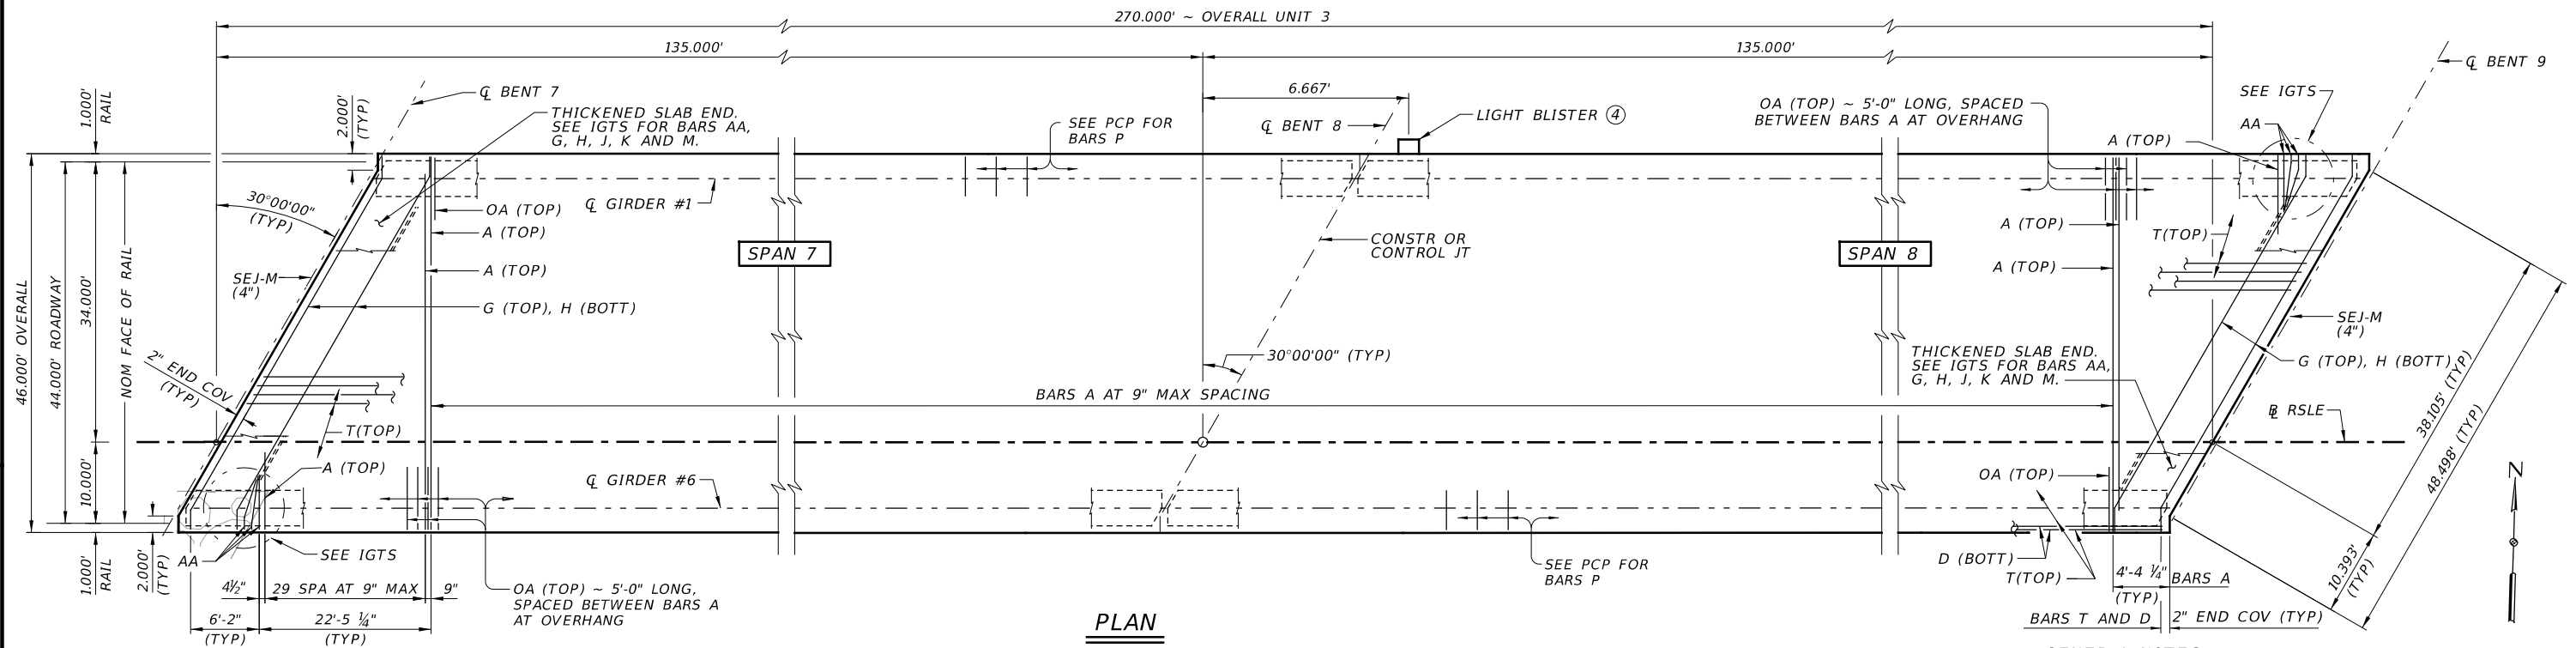 270.000' ~ OVERALL UNIT 3
135.000'
135.000'
℄ BENT 9
6.667'
℄ BENT 7
1.000'
RAIL
2.000'
(TYP)
THICKENED SLAB END.
SEE IGTS FOR BARS AA,
G, H, J, K AND M.
SEE PCP FOR
BARS P
℄ BENT 8
LIGHT BLISTER 4
OA (TOP) ~ 5'-0" LONG, SPACED
BETWEEN BARS A AT OVERHANG
SEE IGTS
AA
A (TOP)
30°00'00"
(TYP)
OA (TOP)
℄ GIRDER #1
A (TOP)
A (TOP)
SPAN 7
CONSTR OR
CONTROL JT
SPAN 8
A (TOP)
T(TOP)
A (TOP)
SEJ-M
(4")
G (TOP), H (BOTT)
46.000' OVERALL
44.000' ROADWAY
34.000'
NOM FACE OF RAIL
SEJ-M
(4")
2" END COV
(TYP)
30°00'00" (TYP)
THICKENED SLAB END.
SEE IGTS FOR BARS AA,
G, H, J, K AND M.
G (TOP), H (BOTT)
BARS A AT 9" MAX SPACING
38.105' (TYP)
48.498' (TYP)
T(TOP)
℄ RSLE
10.000'
A (TOP)
℄ GIRDER #6
OA (TOP)
N
10.393'
(TYP)
AA
SEE IGTS
1.000'
RAIL
2.000'
(TYP)
SEE PCP FOR
BARS P
D (BOTT)
T(TOP)
4½"
29 SPA AT 9" MAX
9"
OA (TOP) ~ 5'-0" LONG,
SPACED BETWEEN BARS A
AT OVERHANG
4'-4 ¼"
(TYP)
BARS A
6'-2"
(TYP)
22'-5 ¼"
(TYP)
PLAN
BARS T AND D
2" END COV (TYP)